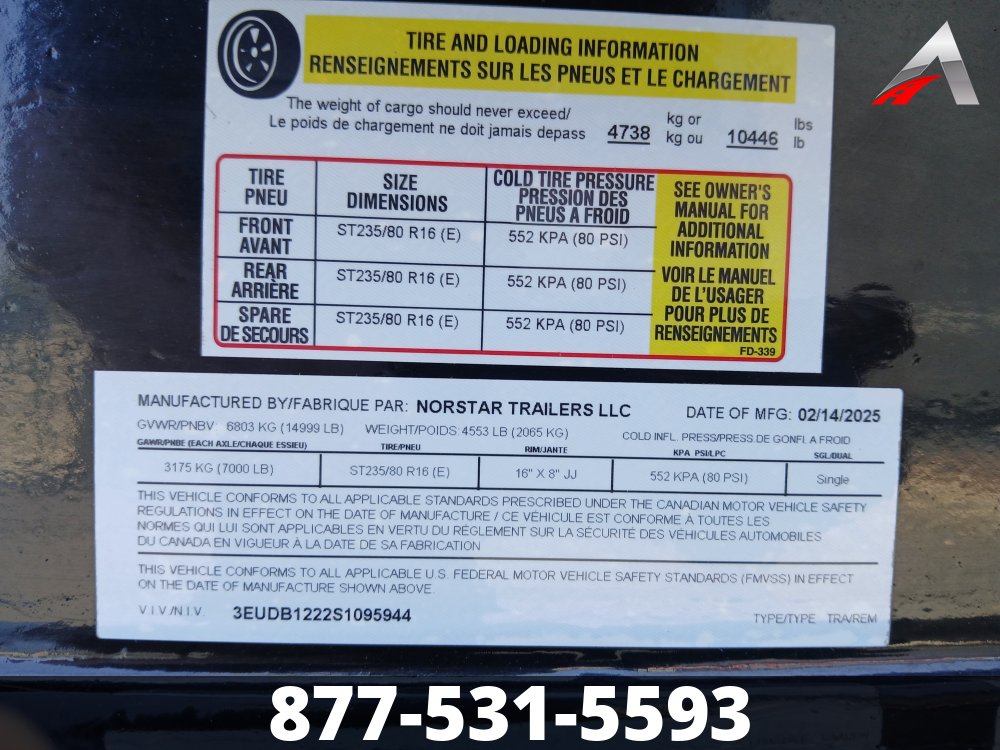 TIRE AND LOADING INFORMATION
RENSEIGNEMENTS SUR LES PNEUS ET LE CHARGEMENT
The weight of cargo should never exceed/
Le poids de chargement ne doit jamais depass 4738 kg or kg ou 10446 lbs lb
TIRE PNEU
SIZE DIMENSIONS
COLD TIRE PRESSURE PRESSION DES PNEUS A FROID
FRONT AVANT ST235/80 R16 (E) 552 KPA (80 PSI)
REAR ARRIÈRE ST235/80 R16 (E) 552 KPA (80 PSI)
SPARE DE SECOURS ST235/80 R16 (E) 552 KPA (80 PSI)
SEE OWNER'S
MANUAL FOR
ADDITIONAL
INFORMATION
VOIR LE MANUEL
DE L'USAGER
POUR PLUS DE
RENSEIGNEMENTS
FD-339
MANUFACTURED BY/FABRIQUE PAR: NORSTAR TRAILERS LLC DATE OF MFG: 02/14/2025
GVWR/PNBV 6803 KG (14999 LB) WEIGHT/POIDS:4553 LB (2065 KG) COLD INFL. PRESS/PRESS.DE GONFL A FROID
GAWR/PNBE (EACH AXLE/CHAQUE ESSIEU) TIRE/PNEU RIM/JANTE KPA PSI/LPC SGL/DUAL
3175 KG (7000 LB) ST235/80 R16 (E) 16" X 8" JJ 552 KPA (80 PSI) Single
THIS VEHICLE CONFORMS TO ALL APPLICABLE STANDARDS PRESCRIBED UNDER THE CANADIAN MOTOR VEHICLE SAFETY
REGULATIONS IN EFFECT ON THE DATE OF MANUFACTURE / CE VÉHICULE EST CONFORME À TOUTES LES
NORMES QUI LUI SONT APPLICABLES EN VERTU DU RÉGLEMENT SUR LA SÉCURITÉ DES VÉHICULES AUTOMOBILES
DU CANADA EN VIGUEUR À LA DATE DE SA FABRICATION
THIS VEHICLE CONFORMS TO ALL APPLICABLE U.S. FEDERAL MOTOR VEHICLE SAFETY STANDARDS (FMVSS) IN EFFECT
ON THE DATE OF MANUFACTURE SHOWN ABOVE.
V I V /N I V. 3EUDB1222S1095944 TYPE/TYPE TRA/REM
877-531-5593